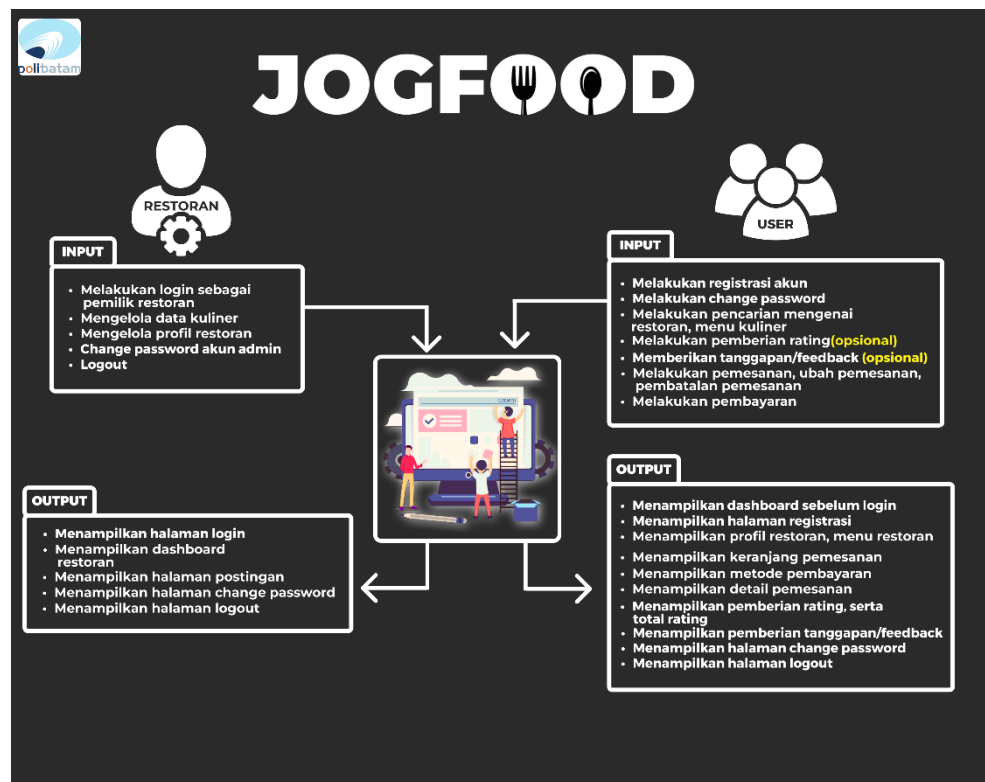 polibatam
JOGFOOD
RESTORAN
INPUT
• Melakukan login sebagai
pemilik restoran
• Mengelola data kuliner
• Mengelola profil restoran
• Change password akun admin
• Logout
USER
INPUT
• Melakukan registrasi akun
• Melakukan change password
• Melakukan pencarian mengenai
restoran, menu kuliner
• Melakukan pemberian rating(opsional)
• Memberikan tanggapan/feedback (opsional)
• Melakukan pemesanan, ubah pemesanan,
pembatalan pemesanan
• Melakukan pembayaran
OUTPUT
• Menampilkan halaman login
• Menampilkan dashboard
restoran
• Menampilkan halaman postingan
• Menampilkan halaman change password
• Menampilkan halaman logout
OUTPUT
• Menampilkan dashboard sebelum login
• Menampilkan halaman registrasi
• Menampilkan profil restoran, menu restoran
• Menampilkan keranjang pemesanan
• Menampilkan metode pembayaran
• Menampilkan detail pemesanan
• Menampilkan pemberian rating, serta
total rating
• Menampilkan pemberian tanggapan/feedback
• Menampilkan halaman change password
• Menampilkan halaman logout